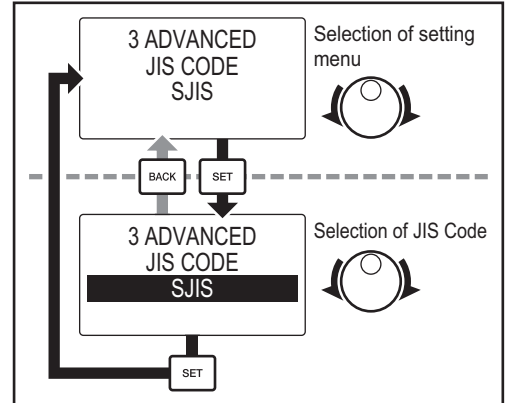 3 ADVANCED
JIS CODE
SJIS
Selection of setting
menu
BACK
SET
3 ADVANCED
JIS CODE
SJIS
Selection of JIS Code
SET